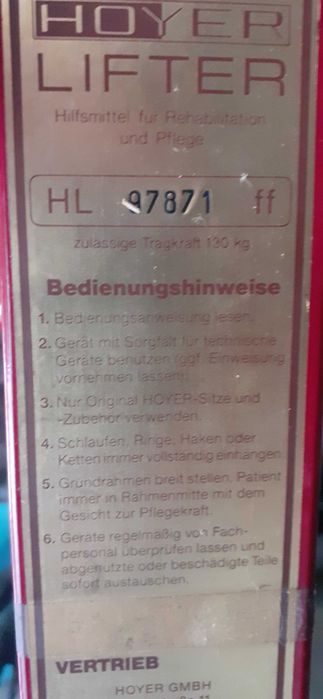 HOYER
LIFTER
Hilfsmittel für Rehabilitation
und Pflege
HL 97871 ff
zulässige Tragkraft 130 kg
Bedienungshinweise
1. Bedienungsanweisung lesen.
2. Gerät mit Sorgfalt für technische
Geräte benutzen (ggf. Einweisung
vornehmen lassen).
3. Nur Original HOYER-Sitze und
-Zubehör verwenden.
4. Schlaufen, Ringe, Haken oder
Ketten immer vollständig einhängen.
5. Grundrahmen breit stellen. Patient
immer in Rahmenmitte mit dem
Gesicht zur Pflegekraft.
6. Geräte regelmäßig von Fach-
personal überprüfen lassen und
abgenutzte oder beschädigte Teile
sofort austauschen.
VERTRIEB
HOYER GMBH